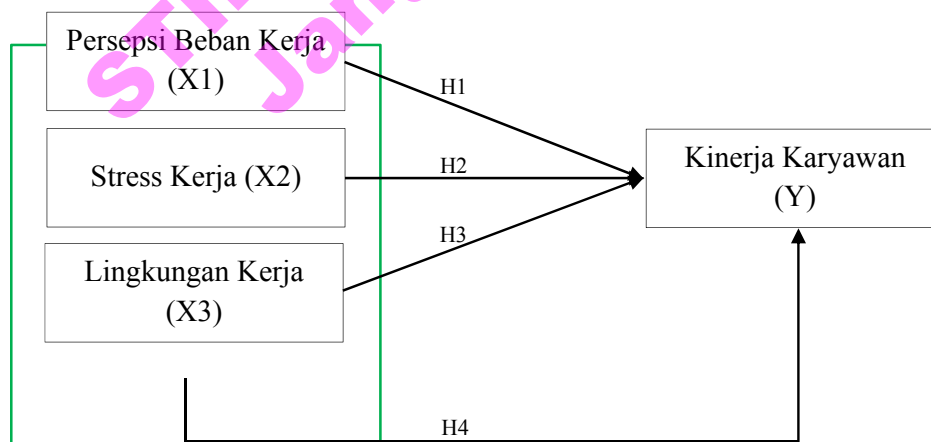 Persepsi Beban Kerja
(X1)
H1
Stress Kerja (X2)
H2
Kinerja Karyawan
(Y)
H3
Lingkungan Kerja
(X3)
H4